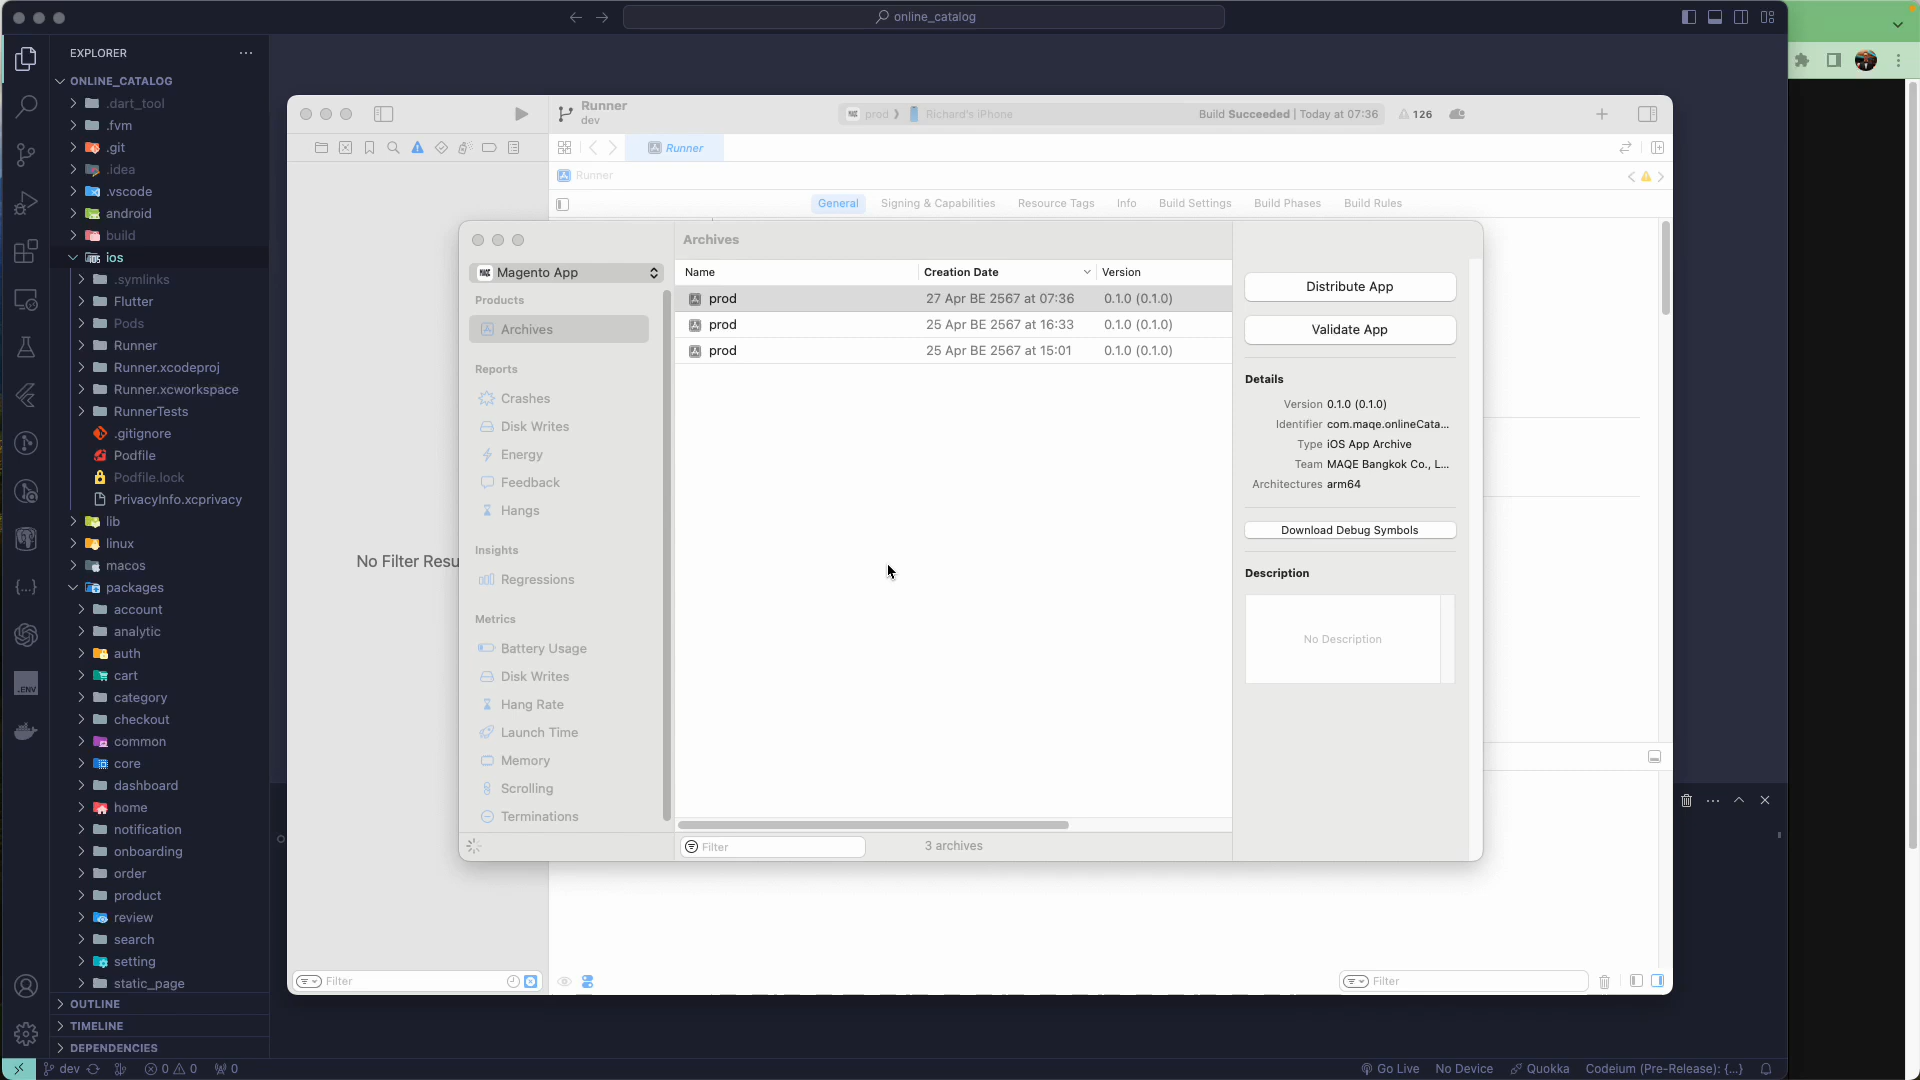 online_catalog
EXPLORER
ONLINE_CATALOG
.dart_tool
.fvm
.git
.idea
.vscode
android
build
ios
.symlinks
Flutter
Pods
Runner
Runner.xcodeproj
Runner.xcworkspace
RunnerTests
.gitignore
Podfile
Podfile.lock
PrivacyInfo.xcprivacy
lib
linux
macos
packages
account
analytic
auth
cart
category
checkout
common
core
dashboard
home
notification
onboarding
order
product
review
search
setting
static_page
OUTLINE
TIMELINE
DEPENDENCIES
.ENV
Runner
dev
prod
Richard's iPhone
Build Succeeded | Today at 07:36
126
Runner
Runner
General
Signing & Capabilities
Resource Tags
Info
Build Settings
Build Phases
Build Rules
No Filter Resu
Filter
Filter
Archives
Magento App
Products
Archives
Reports
Crashes
Disk Writes
Energy
Feedback
Hangs
Insights
Regressions
Metrics
Battery Usage
Disk Writes
Hang Rate
Launch Time
Memory
Scrolling
Terminations
Name Creation Date Version
prod 27 Apr BE 2567 at 07:36 0.1.0 (0.1.0)
prod 25 Apr BE 2567 at 16:33 0.1.0 (0.1.0)
prod 25 Apr BE 2567 at 15:01 0.1.0 (0.1.0)
Filter
3 archives
Distribute App
Validate App
Details
Version 0.1.0 (0.1.0)
Identifier com.maqe.onlineCata...
Type iOS App Archive
Team MAQE Bangkok Co., L...
Architectures arm64
Download Debug Symbols
Description
No Description
dev
0 0
0
Go Live
No Device
Quokka
Codeium (Pre-Release): {...}